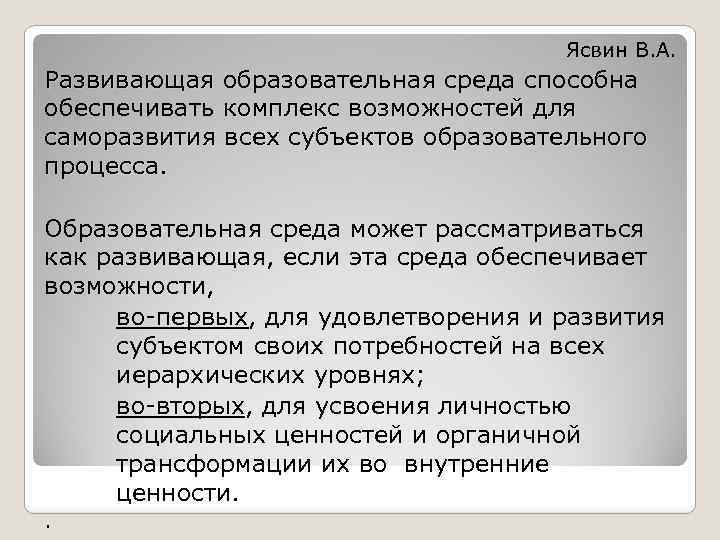 Ясвин В. А.
Развивающая образовательная среда способна
обеспечивать комплекс возможностей для
саморазвития всех субъектов образовательного
процесса.
Образовательная среда может рассматриваться
как развивающая, если эта среда обеспечивает
возможности,
во-первых, для удовлетворения и развития
субъектом своих потребностей на всех
иерархических уровнях;
во-вторых, для усвоения личностью
социальных ценностей и органичной
трансформации их во внутренние
ценности.
.